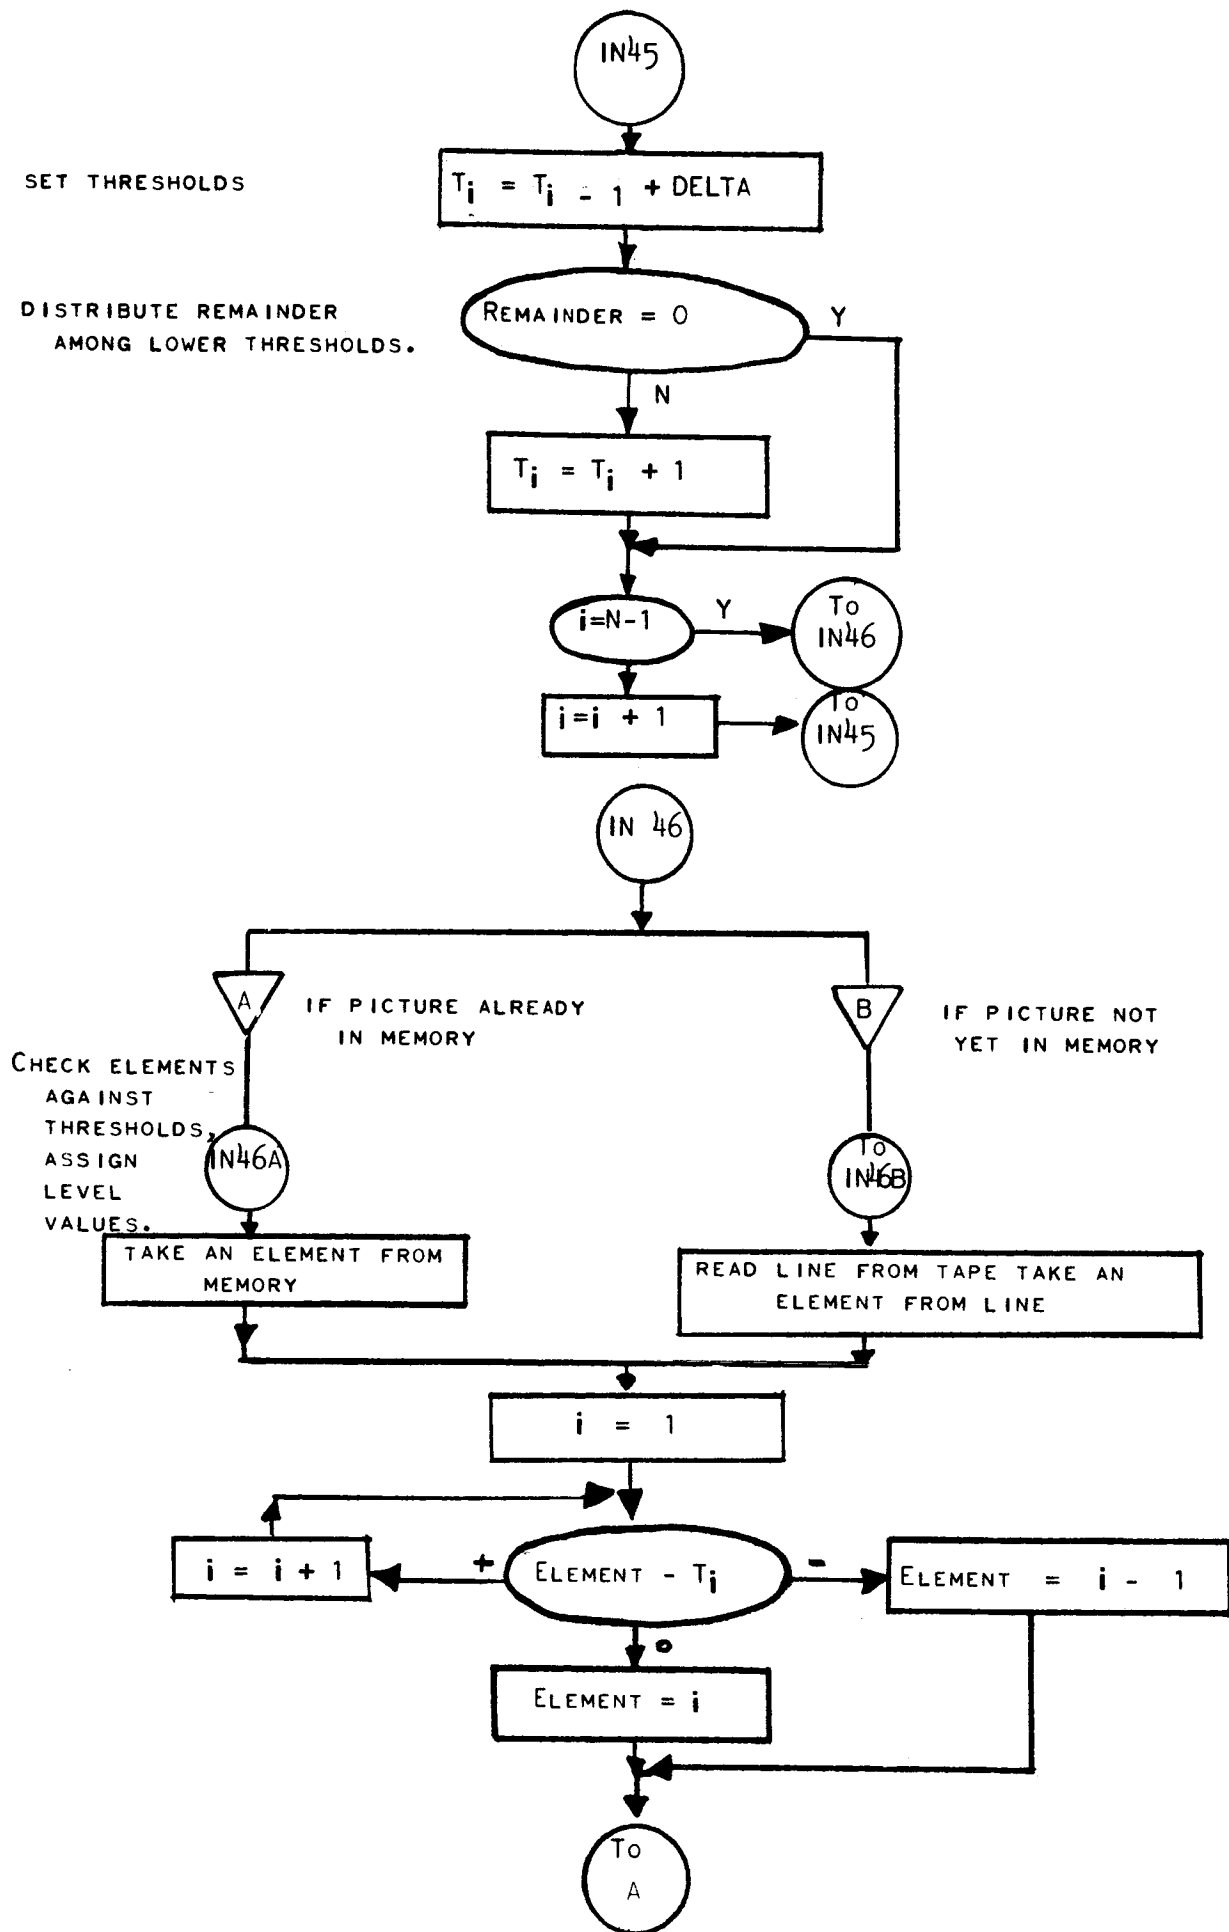 IN45
SET THRESHOLDS
Ti = Ti - 1 + DELTA
DISTRIBUTE REMAINDER
AMONG LOWER THRESHOLDS.
REMAINDER = 0
Y
N
Ti = Ti + 1
i=N-1
Y
To
IN46
i=i + 1
To
IN45
IN 46
A
IF PICTURE ALREADY
IN MEMORY
B
IF PICTURE NOT
YET IN MEMORY
CHECK ELEMENTS
AGAINST
THRESHOLDS,
ASSIGN
LEVEL
VALUES.
IN46A
To
IN46B
TAKE AN ELEMENT FROM
MEMORY
READ LINE FROM TAPE TAKE AN
ELEMENT FROM LINE
i = 1
i = i + 1
+
ELEMENT - Ti
-
ELEMENT = i - 1
0
ELEMENT = i
To
A